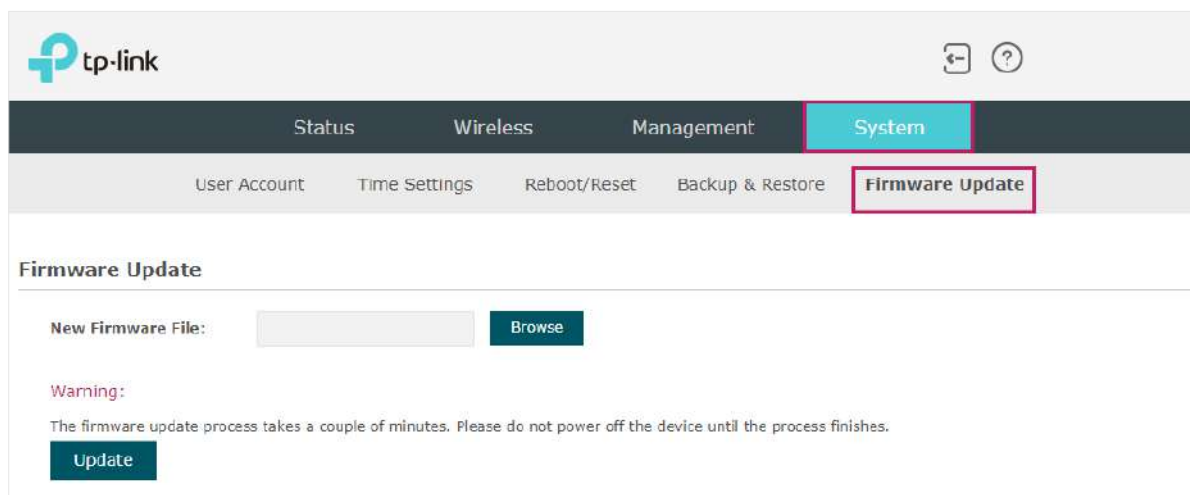 tp-link
Status Wireless Management System
User Account Time Settings Reboot/Reset Backup & Restore Firmware Update
Firmware Update
New Firmware File: Browse
Warning:
The firmware update process takes a couple of minutes. Please do not power off the device until the process finishes.
Update